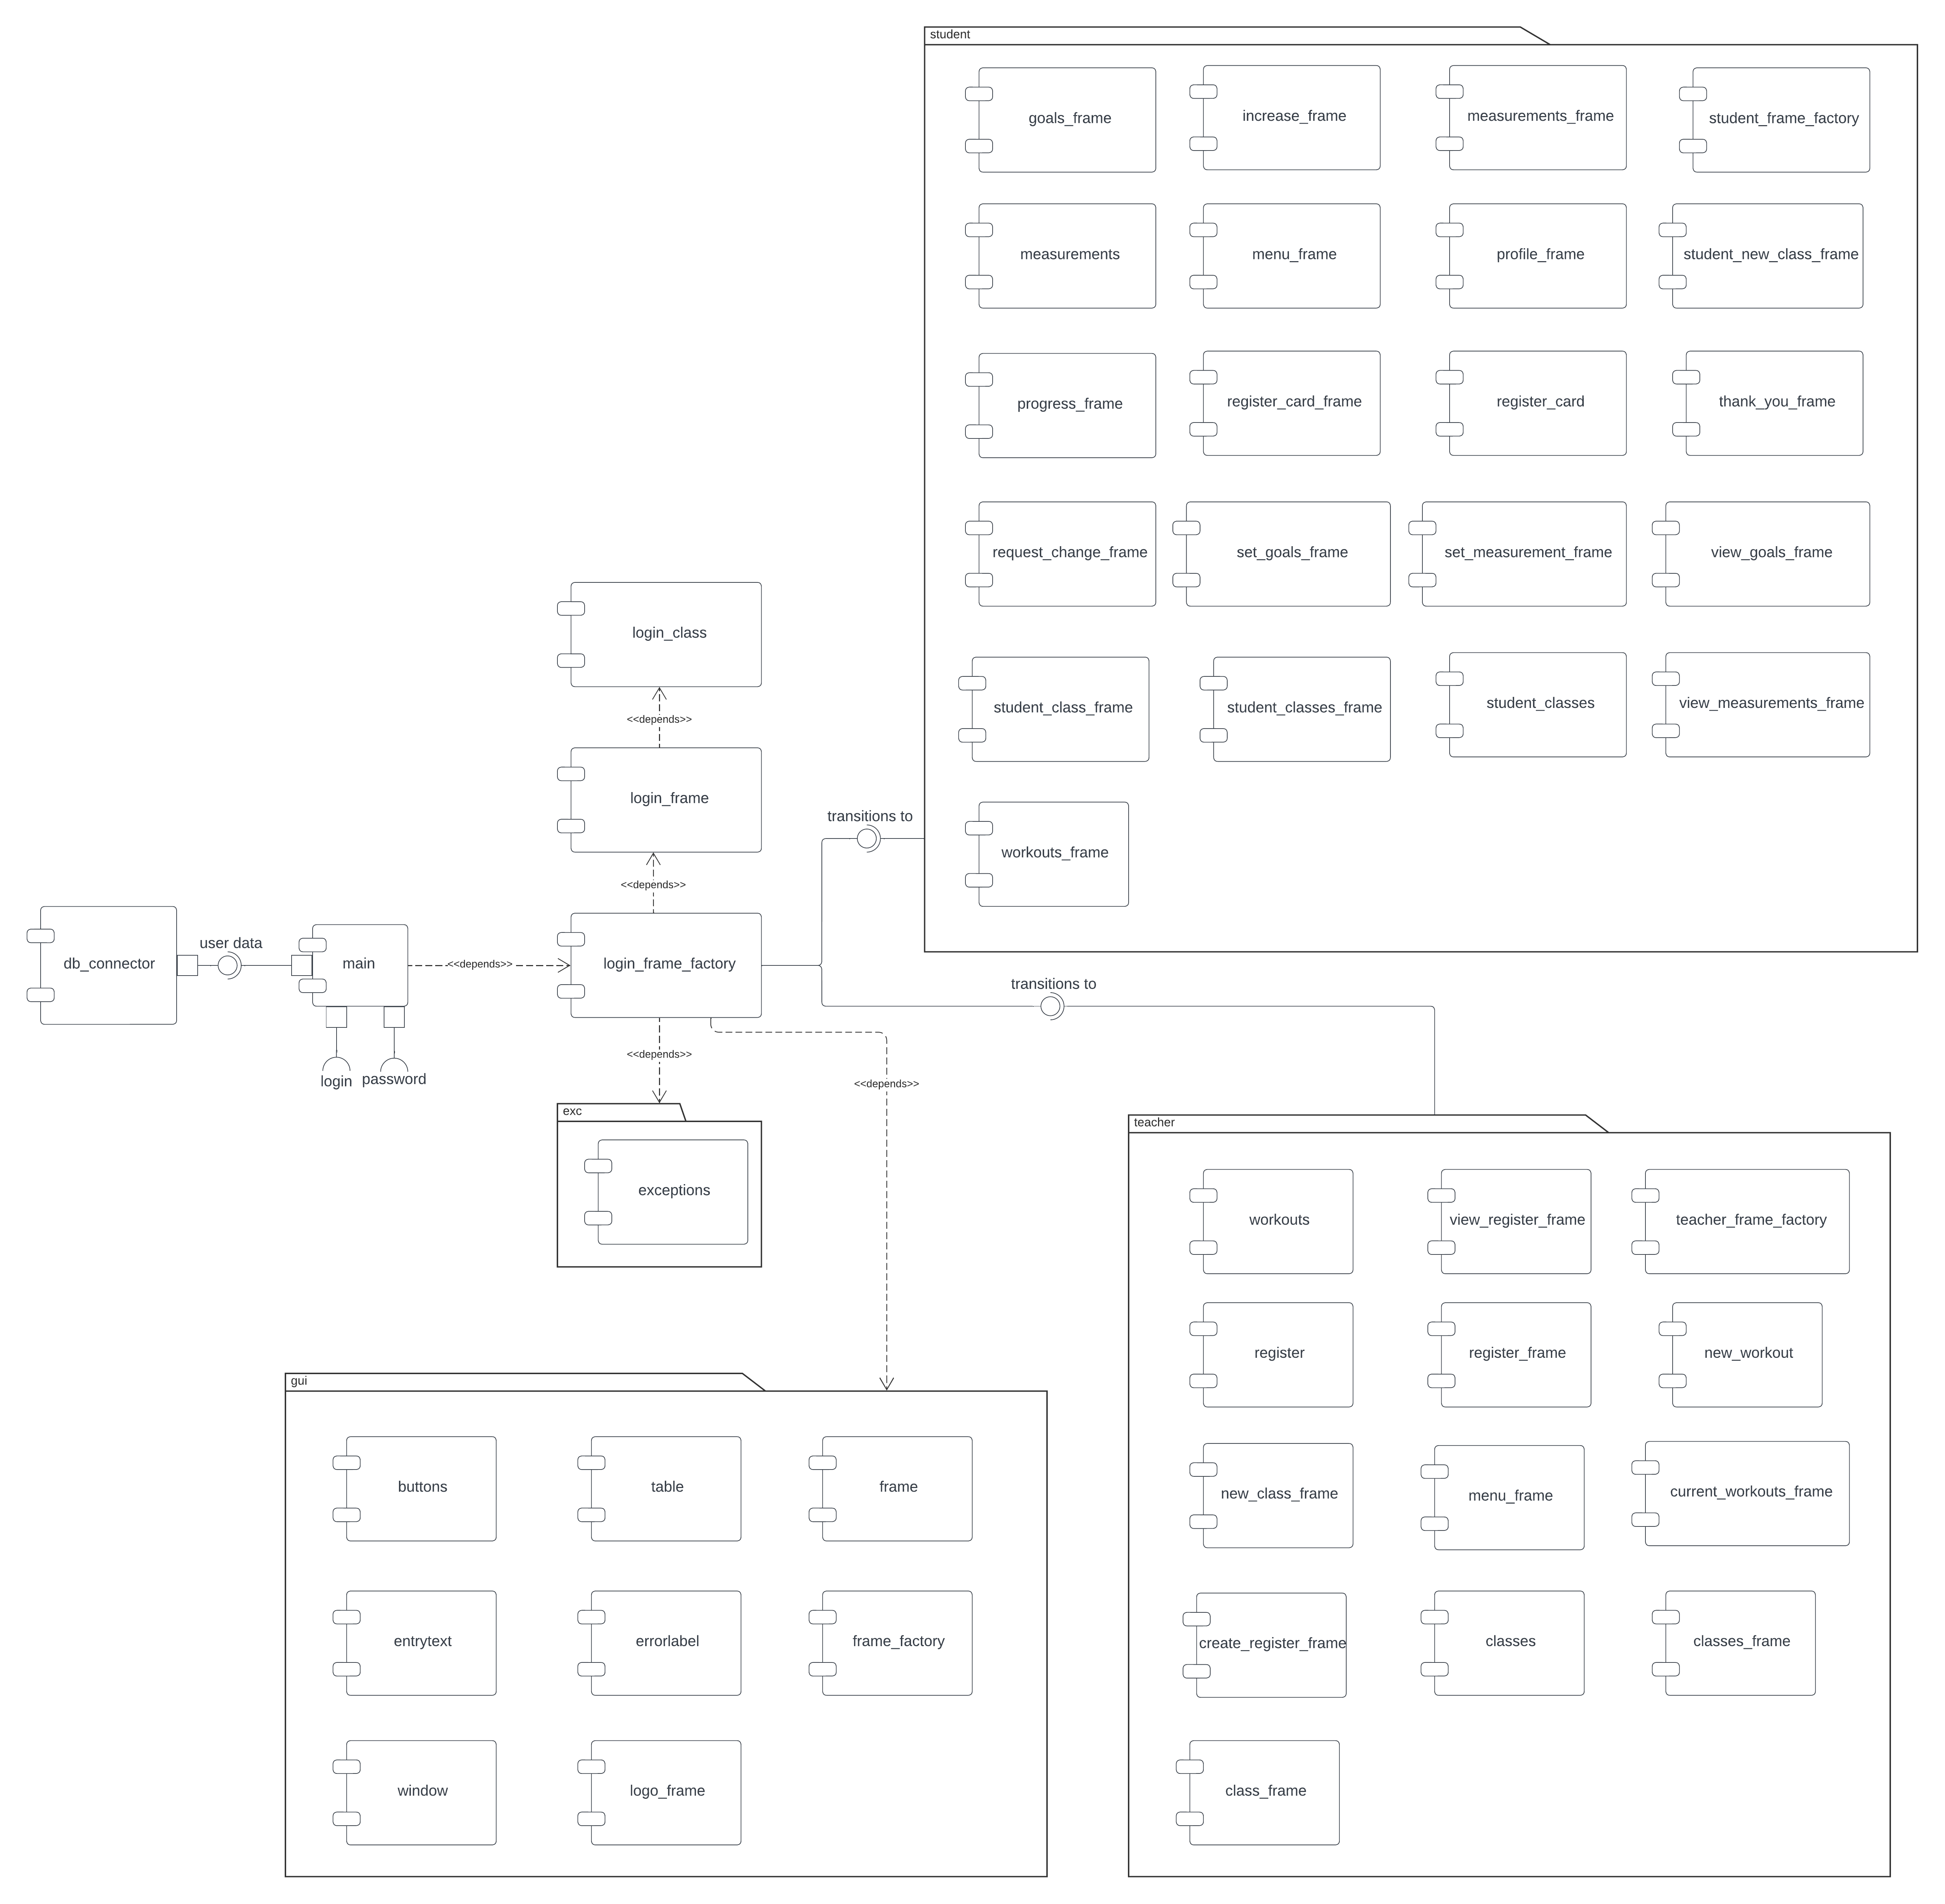 student
goals_frame
increase_frame
measurements_frame
student_frame_factory
measurements
menu_frame
profile_frame
student_new_class_frame
progress_frame
register_card_frame
register_card
thank_you_frame
request_change_frame
set_goals_frame
set_measurement_frame
view_goals_frame
student_class_frame
student_classes_frame
student_classes
view_measurements_frame
workouts_frame
login_class
<<depends>>
login_frame
<<depends>>
transitions to
db_connector
user data
main
<<depends>>
login_frame_factory
transitions to
login
password
<<depends>>
<<depends>>
exc
exceptions
teacher
workouts
view_register_frame
teacher_frame_factory
register
register_frame
new_workout
new_class_frame
menu_frame
current_workouts_frame
create_register_frame
classes
classes_frame
class_frame
gui
buttons
table
frame
entrytext
errorlabel
frame_factory
window
logo_frame